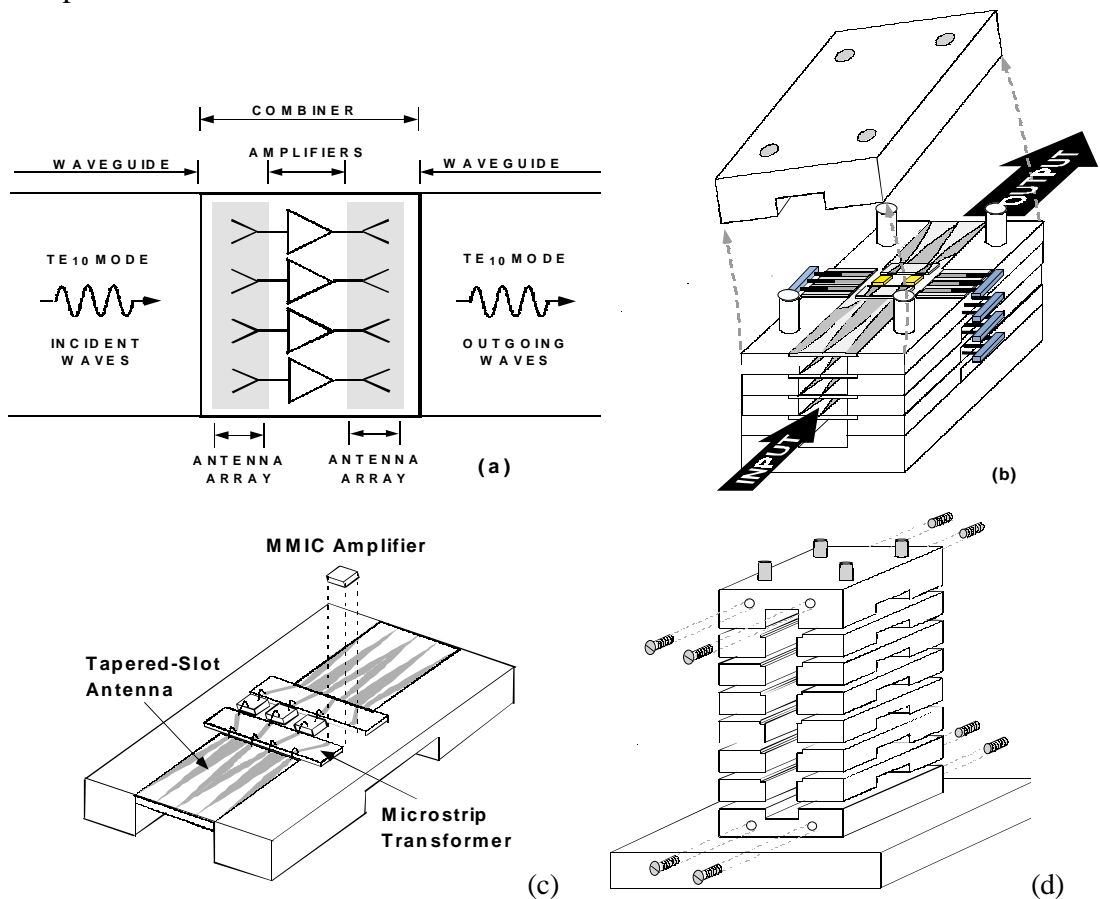 COMBINER
AMPLIFIERS
WAVEGUIDE WAVEGUIDE
TE10 MODE TE10 MODE
INCIDENT OUTGOING
WAVES WAVES
ANTENNA ANTENNA
ARRAY ARRAY
(a)
OUTPUT
INPUT
(b)
MMIC Amplifier
Tapered-Slot
Antenna
Microstrip
Transformer
(c)
(d)